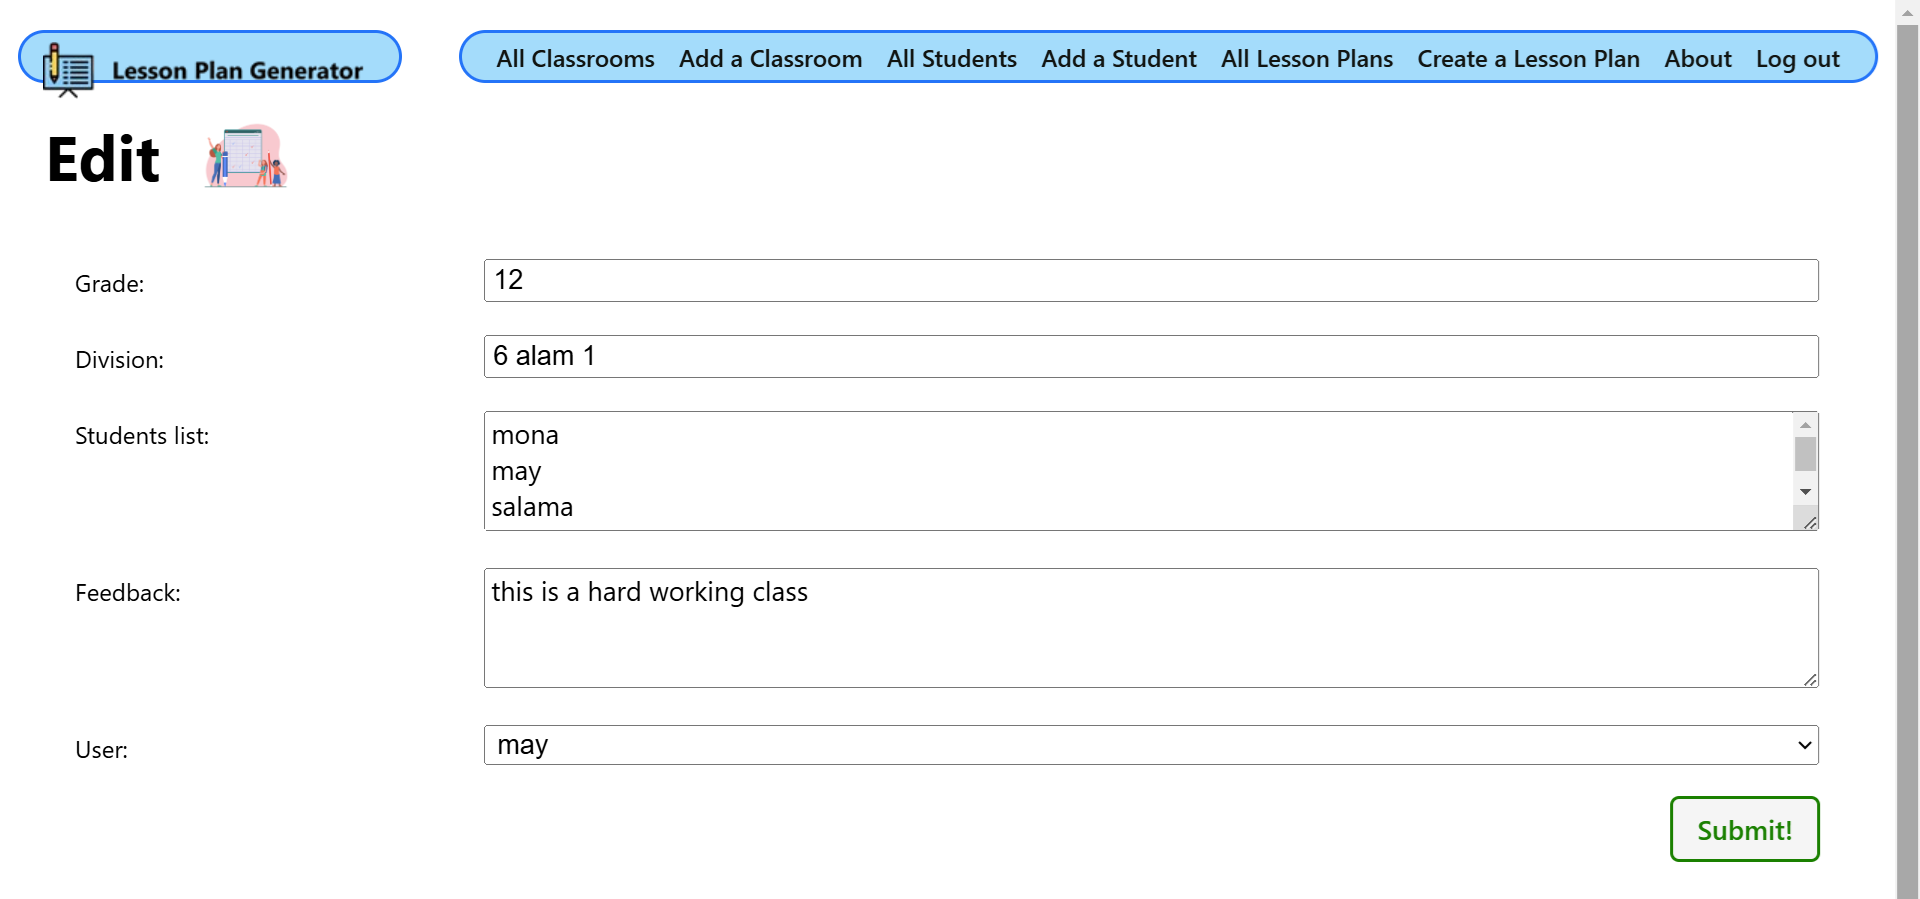 Lesson Plan Generator
All Classrooms Add a Classroom All Students Add a Student All Lesson Plans Create a Lesson Plan About Log out
Edit
Grade: 12
Division: 6 alam 1
Students list: mona
may
salama
Feedback: this is a hard working class
User: may
Submit!